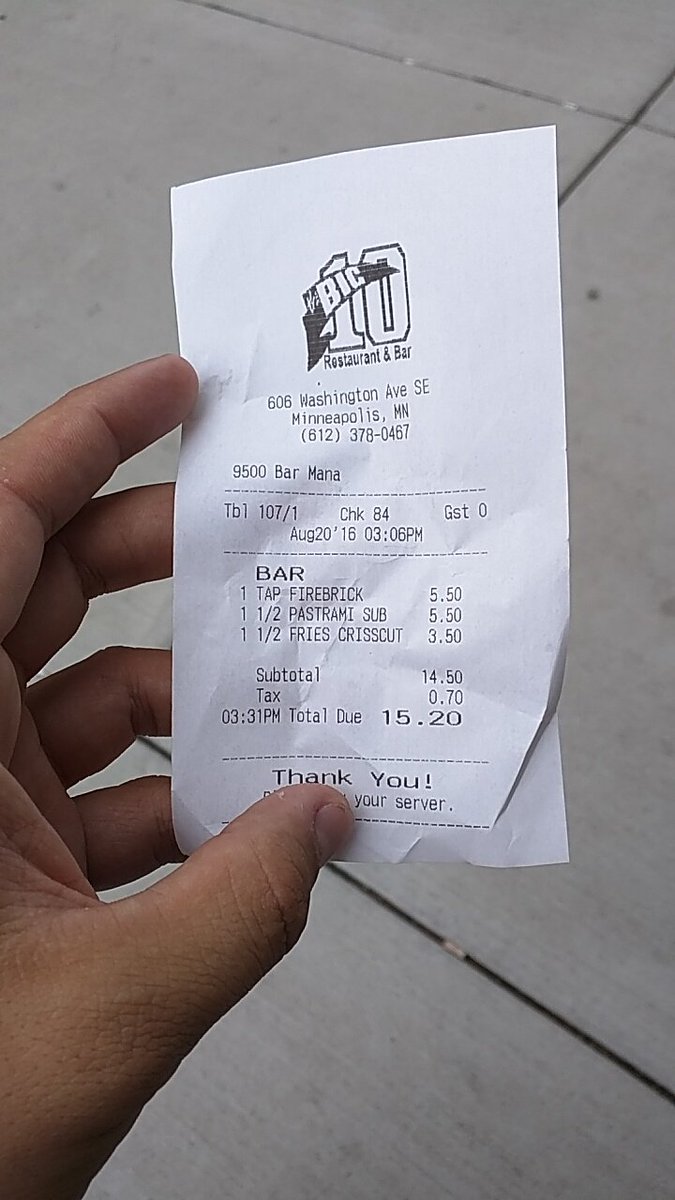 The BIG
10
Restaurant & Bar
606 Washington Ave SE
Minneapolis, MN
(612) 378-0467
9500 Bar Mana
Tbl 107/1 Chk 84 Gst 0
Aug20'16 03:06PM
BAR
1 TAP FIREBRICK 5.50
1 1/2 PASTRAMI SUB 5.50
1 1/2 FRIES CRISSCUT 3.50
Subtotal 14.50
Tax 0.70
03:31PM Total Due 15.20
Thank You!
your server.